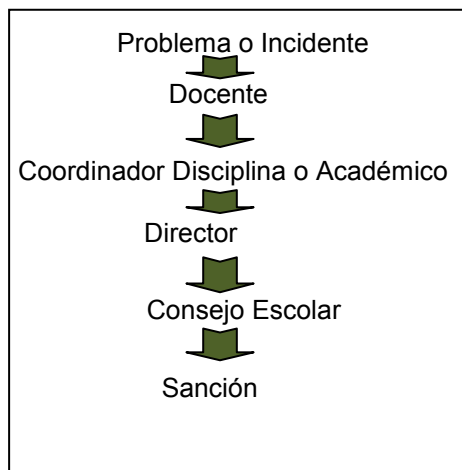 Problema o Incidente
Docente
Coordinador Disciplina o Académico
Director
Consejo Escolar
Sanción